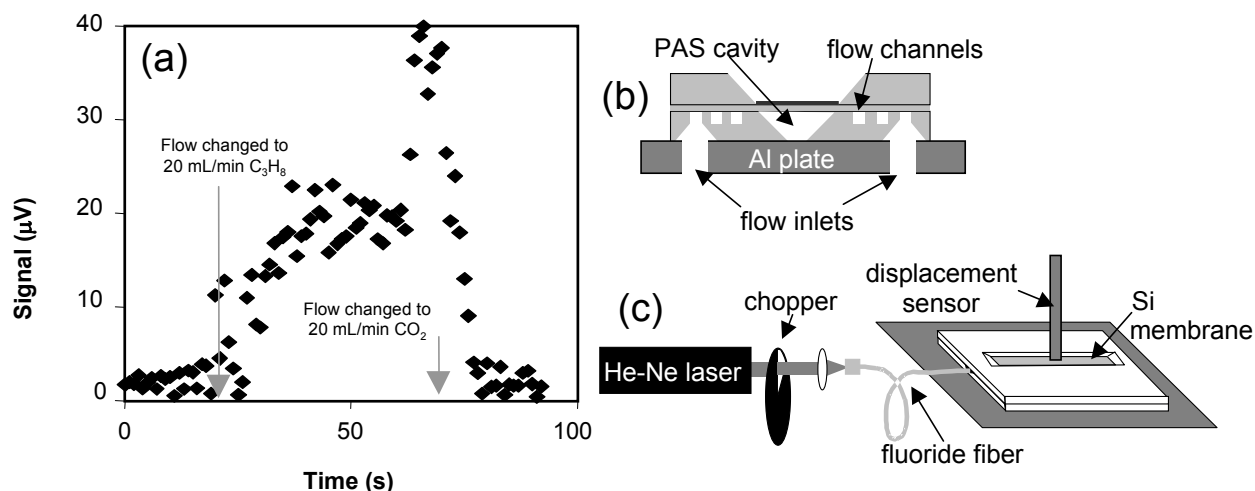 (a)
Signal (µV)
40
30
20
10
0
Flow changed to
20 mL/min C₃H₈
Flow changed to
20 mL/min CO₂
0
50
100
Time (s)
(b)
PAS cavity
flow channels
Al plate
flow inlets
(c)
chopper
displacement
sensor
Si
membrane
He-Ne laser
fluoride fiber